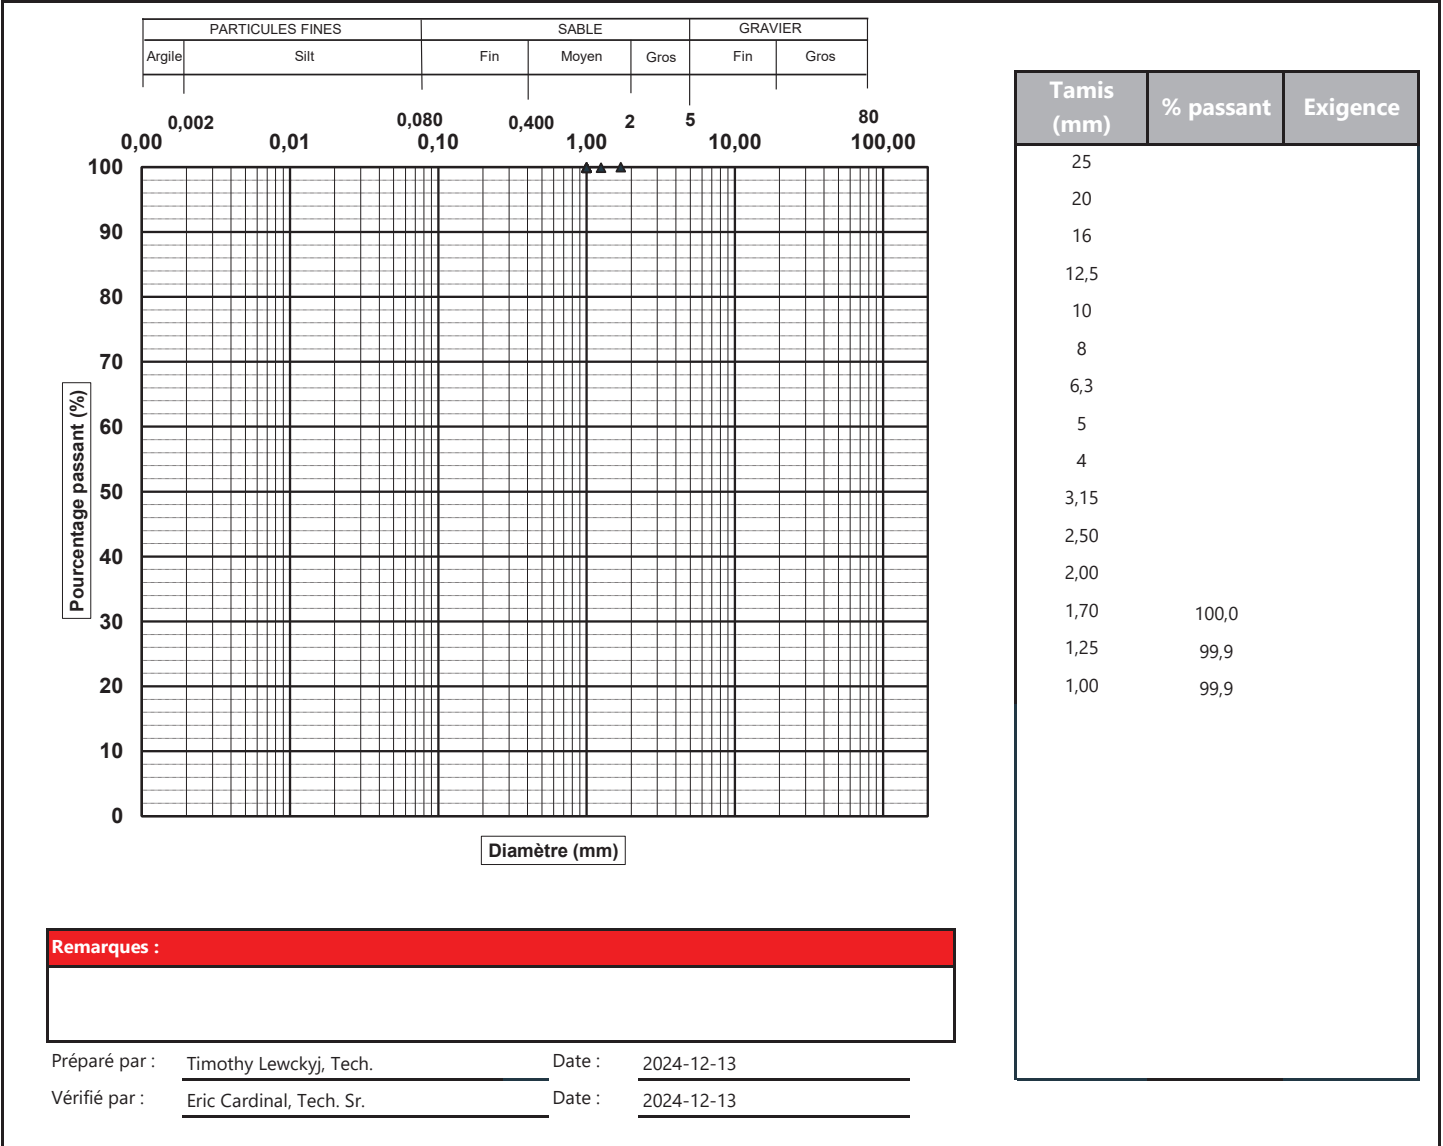 PARTICULES FINES SABLE GRAVIER
Argile Silt Fin Moyen Gros Fin Gros
0,002 0,080 0,400 2 5 80
0,00 0,01 0,10 1,00 10,00 100,00
100
90
80
70
60
50
40
30
20
10
0
Pourcentage passant (%)
Diamètre (mm)
Tamis (mm) % passant Exigence
25
20
16
12,5
10
8
6,3
5
4
3,15
2,50
2,00
1,70 100,0
1,25 99,9
1,00 99,9
Remarques :
Préparé par : Timothy Lewckyj, Tech. Date : 2024-12-13
Vérifié par : Eric Cardinal, Tech. Sr. Date : 2024-12-13